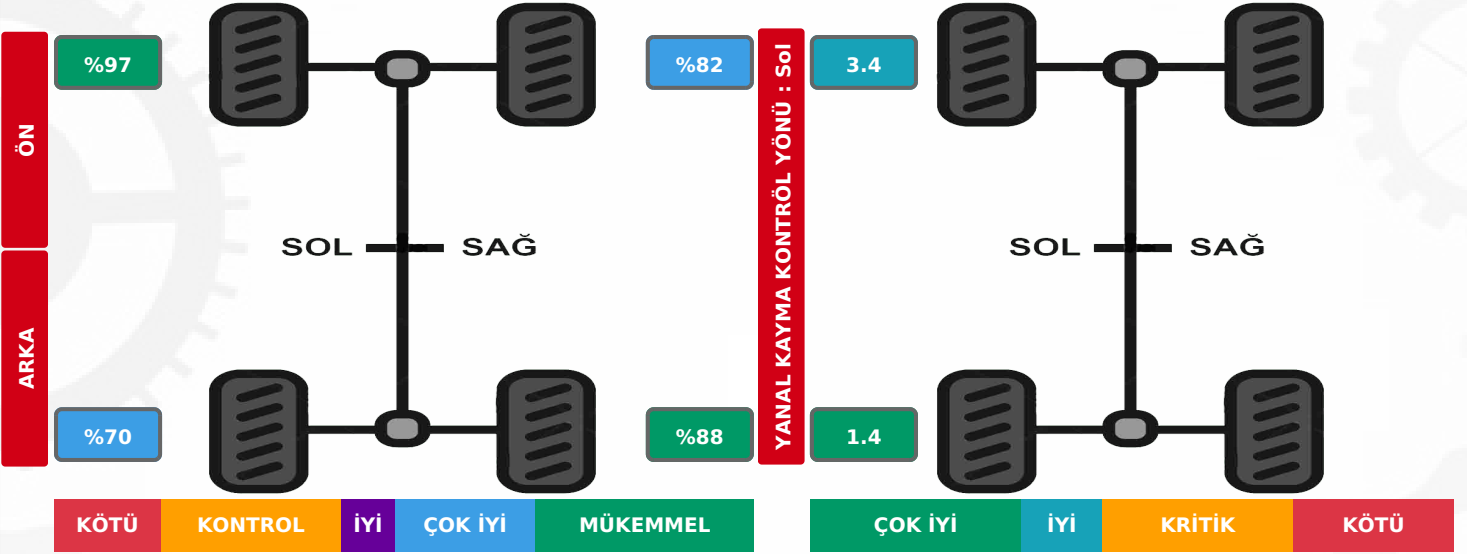 ÖN
%97
%82
YANAL KAYMA KONTRÖL YÖNÜ : Sol
3.4
SOL
SAĞ
SOL
SAĞ
ARKA
%70
%88
1.4
KÖTÜ
KONTROL
İYİ
ÇOK İYİ
MÜKEMMEL
ÇOK İYİ
İYİ
KRİTİK
KÖTÜ